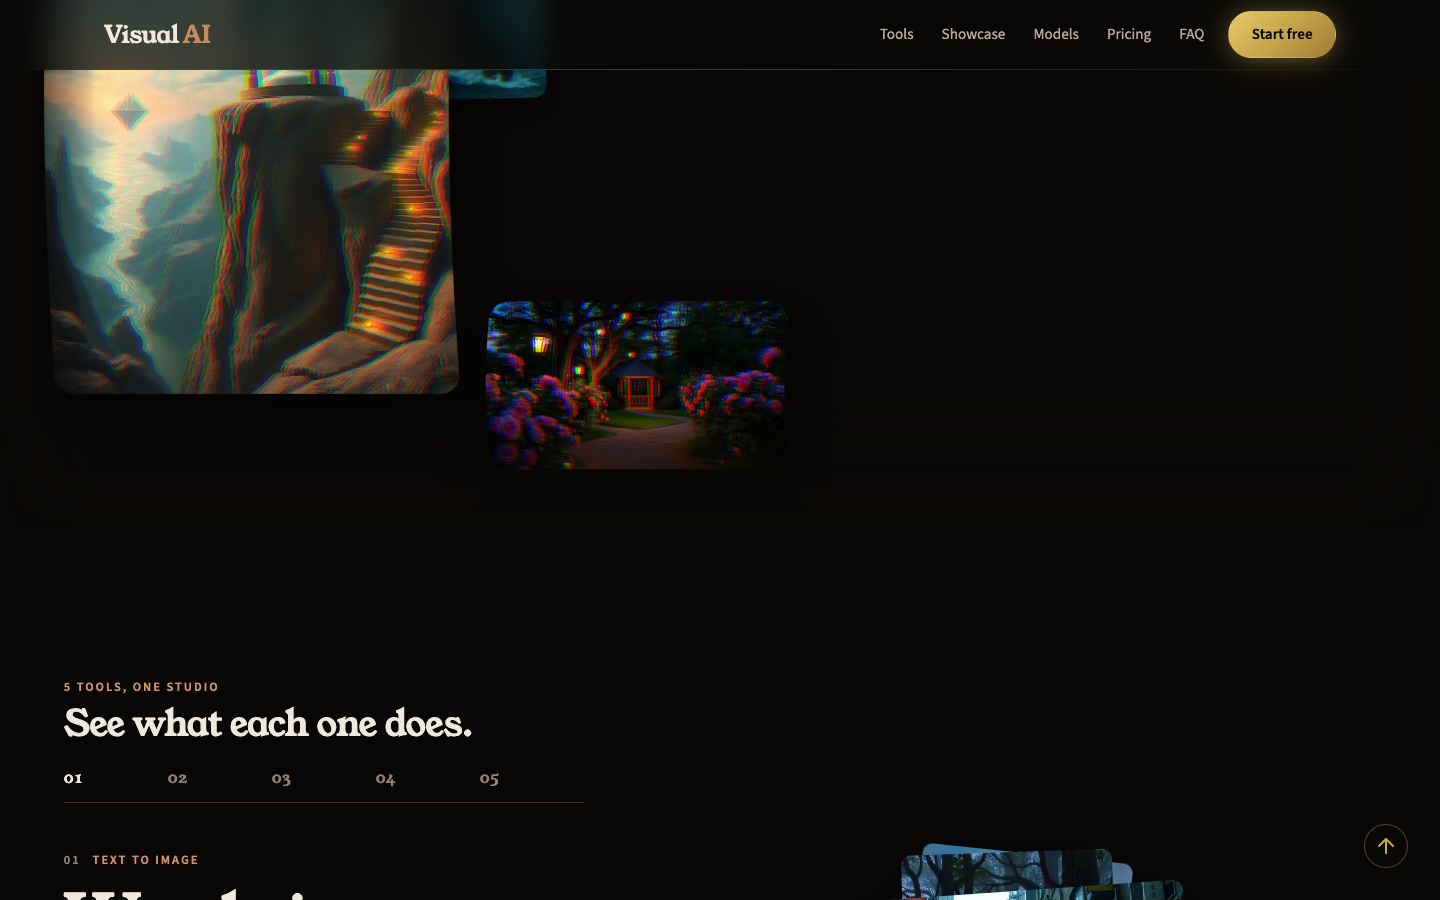 Visual AI
Tools
Showcase
Models
Pricing
FAQ
Start free
5 TOOLS, ONE STUDIO
See what each one does.
01
02
03
04
05
01 TEXT TO IMAGE